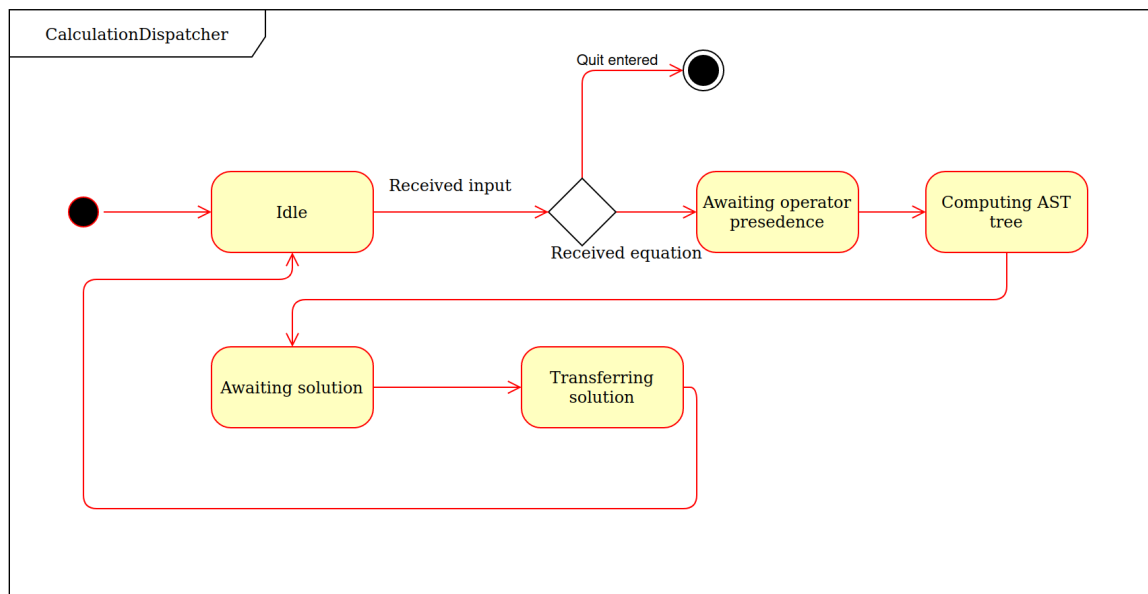 CalculationDispatcher
Quit entered
Received input
Idle
Awaiting operator
presedence
Computing AST
tree
Received equation
Awaiting solution
Transferring
solution